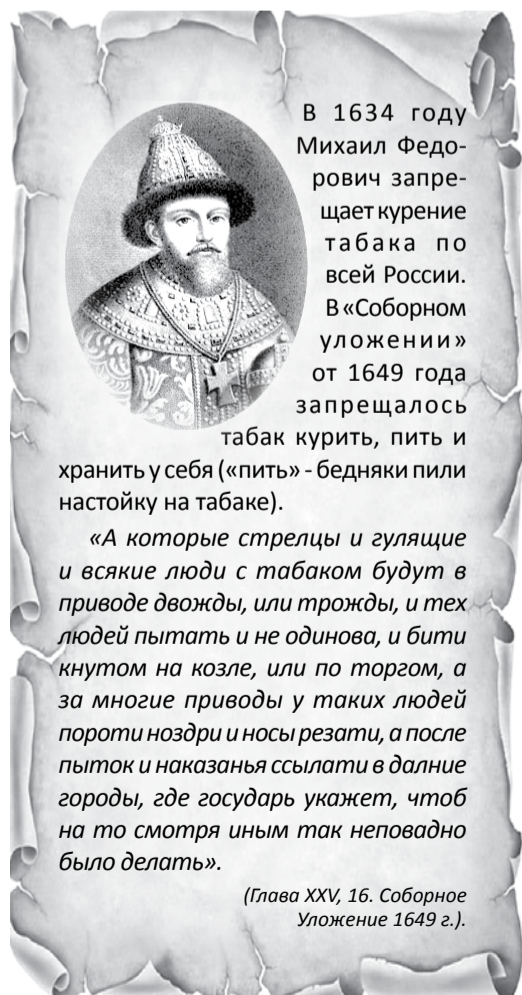 В 1634 году
Михаил Федо-
рович запре-
щает курение
табака по
всей России.
В «Соборном
уложении»
от 1649 года
запрещалось
табак курить, пить и
хранить у себя («пить» - бедняки пили
настойку на табаке).
«А которые стрелцы и гулящие
и всякие люди с табаком будут в
приводе двожды, или трожды, и тех
людей пытать и не одинова, и бити
кнутом на козле, или по торгом, а
за многие приводы у таких людей
пороти ноздри и носы резати, а после
пыток и наказанья ссылати в далние
городы, где государь укажет, чтоб
на то смотря иным так неповадно
было делать».
(Глава XXV, 16. Соборное
Уложение 1649 г.).